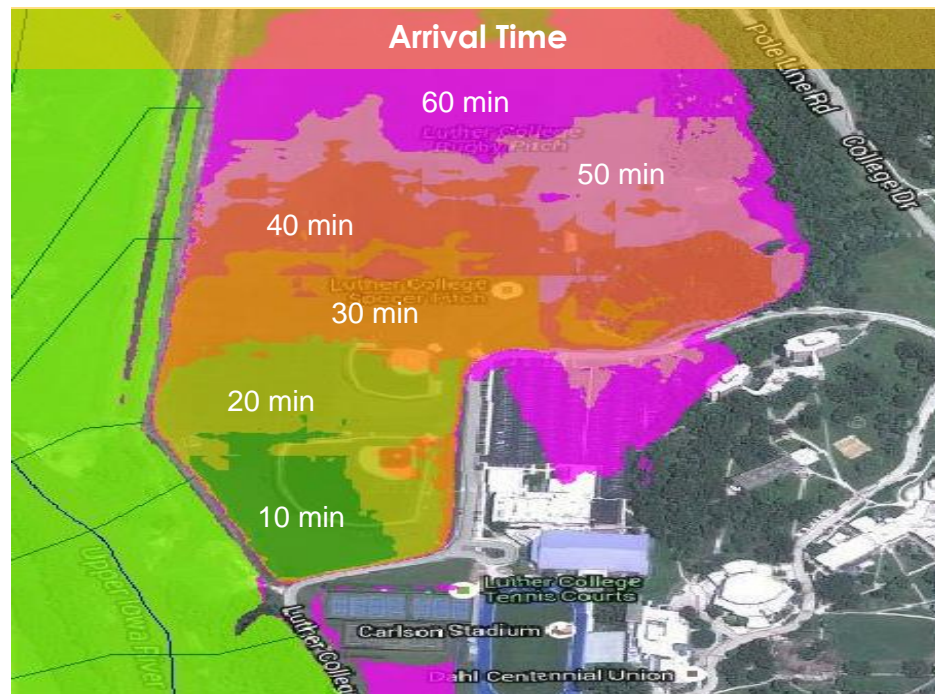 Arrival Time
Pole Line Rd
College Dr
60 min
Luther College
Rugby Pitch
50 min
40 min
Luther College
Soccer Pitch
30 min
20 min
10 min
Upper Iowa River
Luther College
Tennis Courts
Luther Colleg
Carlson Stadium
Dahl Centennial Union